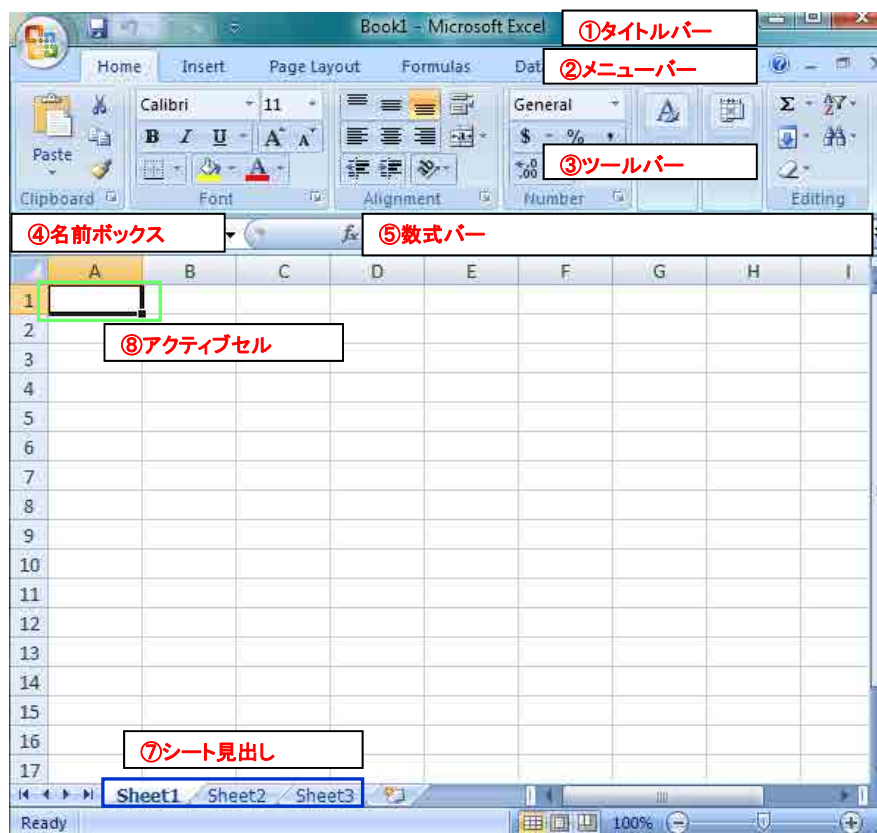 Book1 - Microsoft Excel
①タイトルバー
Home Insert Page Layout Formulas Dat
②メニューバー
Calibri 11 General Σ
B I U A A $ % ,
Paste
③ツールバー
Clipboard Font Alignment Number Editing
④名前ボックス
fx
⑤数式バー
A B C D E F G H I
1
2
⑧アクティブセル
3
4
5
6
7
8
9
10
11
12
13
14
15
16
⑦シート見出し
17
Sheet1 Sheet2 Sheet3
Ready 100%